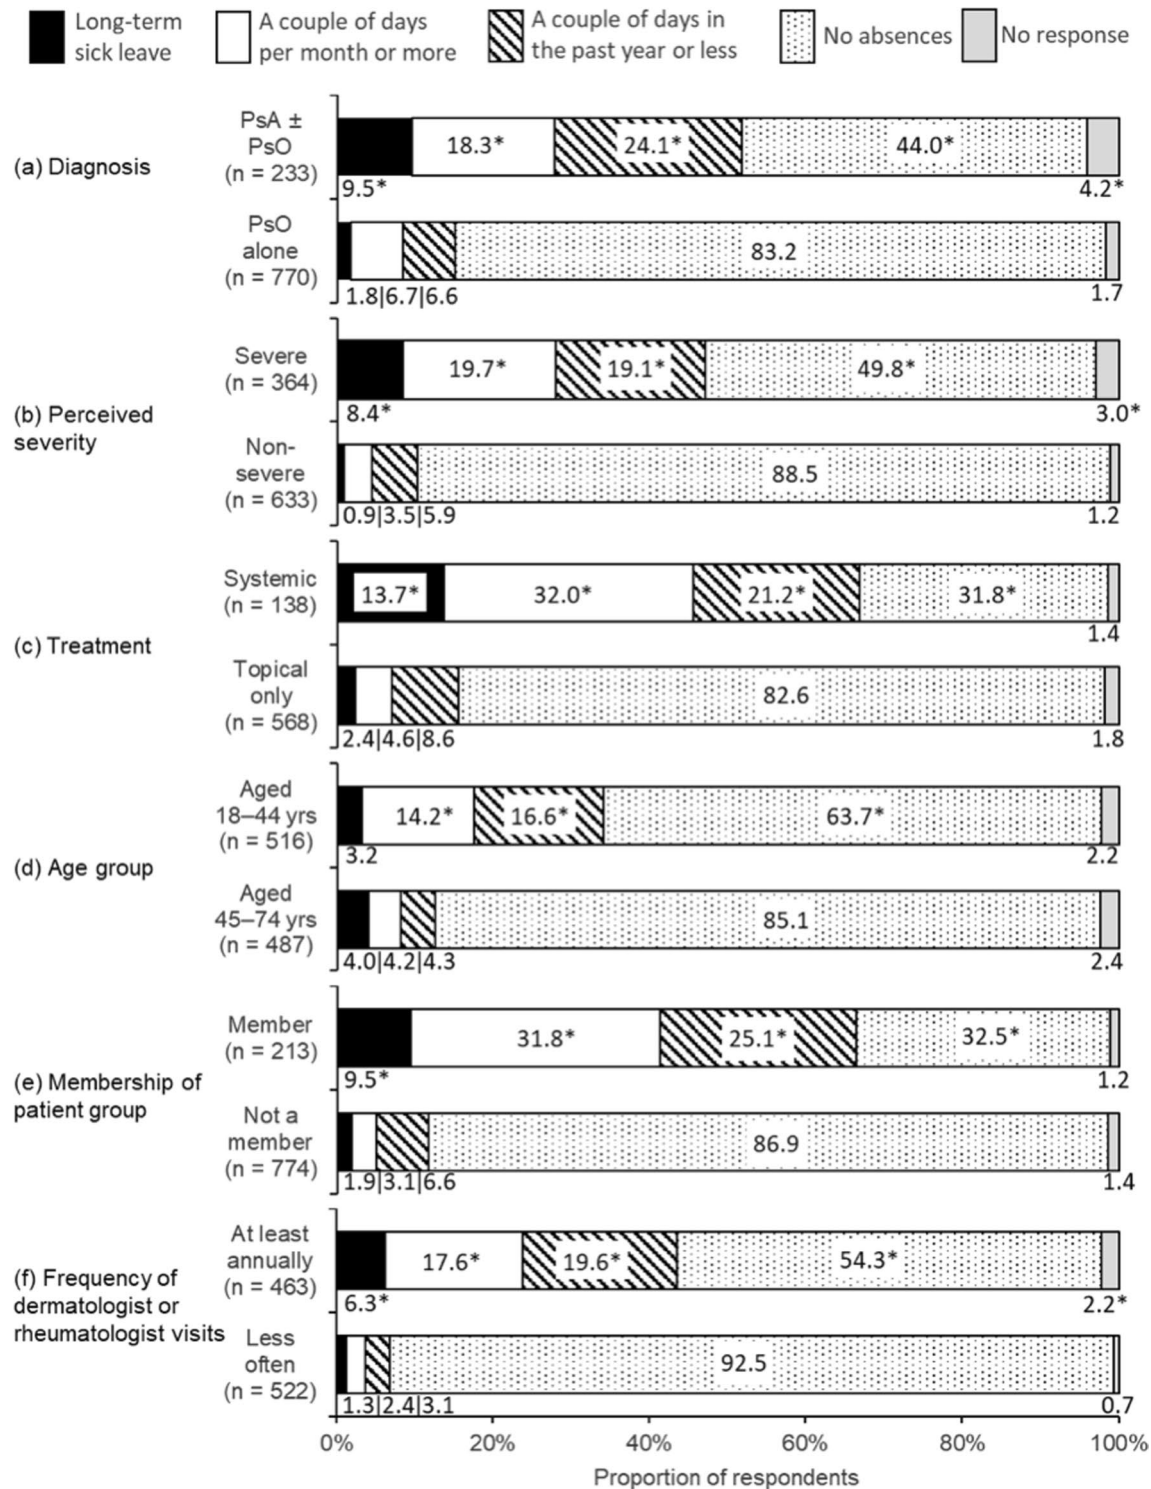 Long-term
sick leave
A couple of days
per month or more
A couple of days in
the past year or less
No absences
No response
(a) Diagnosis
PsA ±
PsO
(n = 233)
18.3*
24.1*
44.0*
9.5*
4.2*
PsO
alone
(n = 770)
83.2
1.8|6.7|6.6
1.7
(b) Perceived
severity
Severe
(n = 364)
19.7*
19.1*
49.8*
8.4*
3.0*
Non-
severe
(n = 633)
88.5
0.9|3.5|5.9
1.2
(c) Treatment
Systemic
(n = 138)
13.7*
32.0*
21.2*
31.8*
1.4
Topical
only
(n = 568)
82.6
2.4|4.6|8.6
1.8
(d) Age group
Aged
18–44 yrs
(n = 516)
14.2*
16.6*
63.7*
3.2
2.2
Aged
45–74 yrs
(n = 487)
85.1
4.0|4.2|4.3
2.4
(e) Membership of
patient group
Member
(n = 213)
31.8*
25.1*
32.5*
9.5*
1.2
Not a
member
(n = 774)
86.9
1.9|3.1|6.6
1.4
(f) Frequency of
dermatologist or
rheumatologist visits
At least
annually
(n = 463)
17.6*
19.6*
54.3*
6.3*
2.2*
Less
often
(n = 522)
92.5
1.3|2.4|3.1
0.7
0%
20%
40%
60%
80%
100%
Proportion of respondents